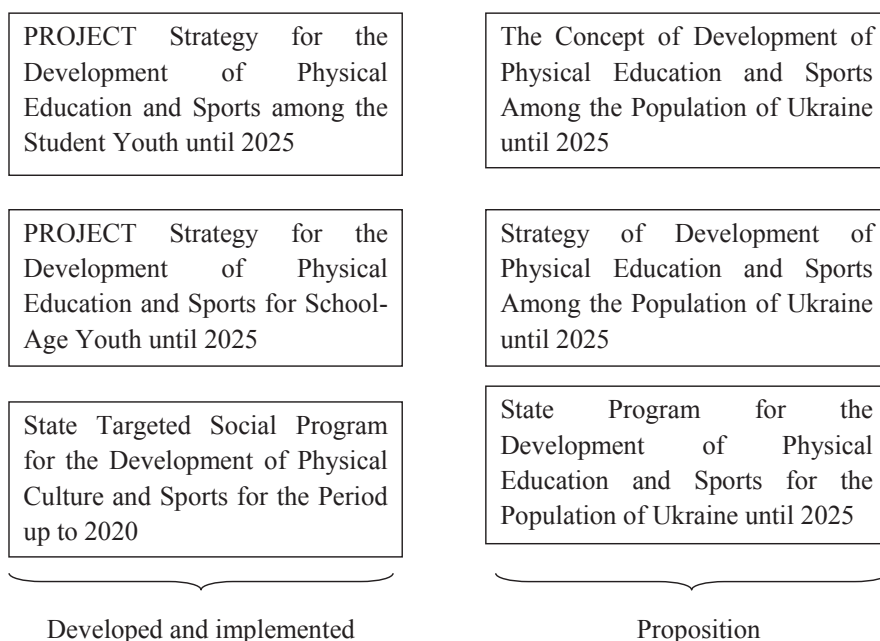 PROJECT Strategy for the
Development of Physical
Education and Sports among the
Student Youth until 2025
PROJECT Strategy for the
Development of Physical
Education and Sports for School-
Age Youth until 2025
State Targeted Social Program
for the Development of Physical
Culture and Sports for the Period
up to 2020
Developed and implemented
The Concept of Development of
Physical Education and Sports
Among the Population of Ukraine
until 2025
Strategy of Development of
Physical Education and Sports
Among the Population of Ukraine
until 2025
State Program for the
Development of Physical
Education and Sports for the
Population of Ukraine until 2025
Proposition